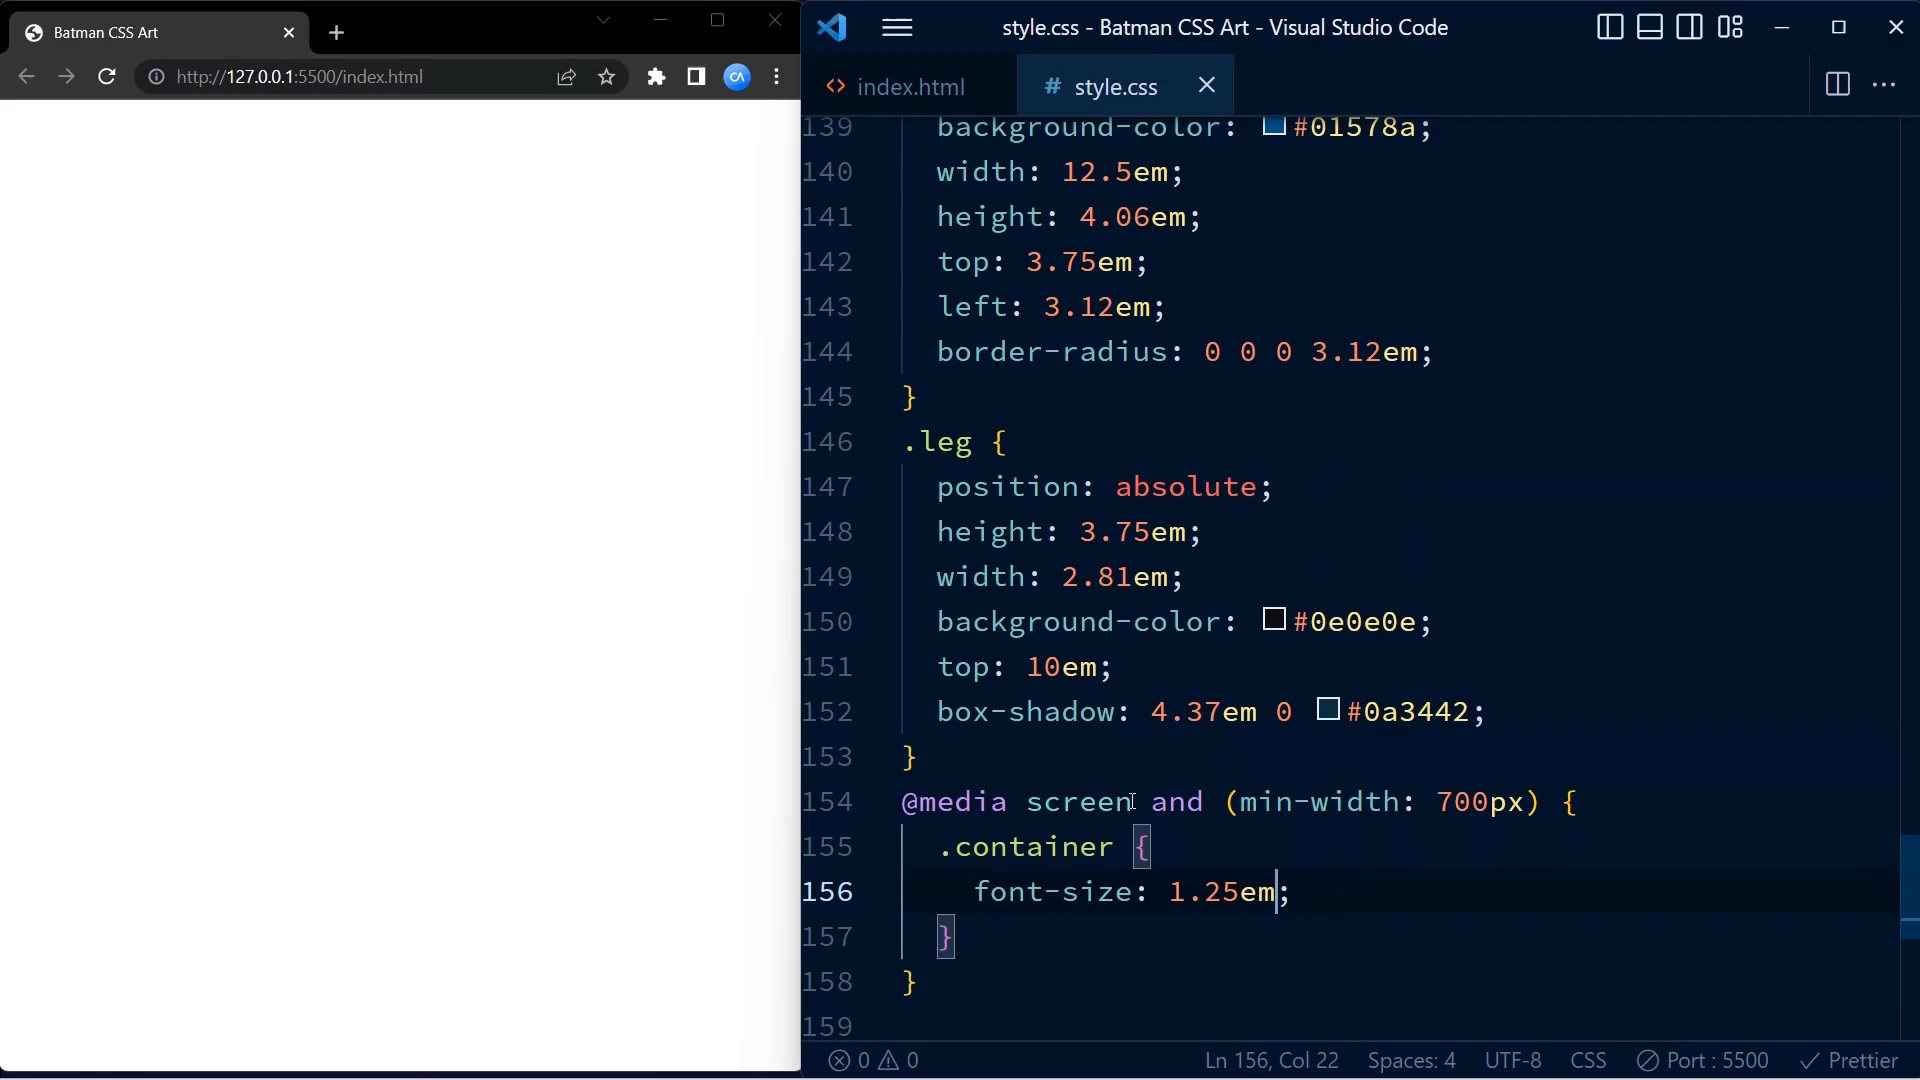 Batman CSS Art
http://127.0.0.1:5500/index.html
CA
style.css - Batman CSS Art - Visual Studio Code
<> index.html
# style.css
139 background-color: #01578a;
140 width: 12.5em;
141 height: 4.06em;
142 top: 3.75em;
143 left: 3.12em;
144 border-radius: 0 0 0 3.12em;
145 }
146 .leg {
147 position: absolute;
148 height: 3.75em;
149 width: 2.81em;
150 background-color: #0e0e0e;
151 top: 10em;
152 box-shadow: 4.37em 0 #0a3442;
153 }
154 @media screen and (min-width: 700px) {
155 .container {
156 font-size: 1.25em;
157 }
158 }
159
0 0 Ln 156, Col 22 Spaces: 4 UTF-8 CSS Port : 5500 Prettier